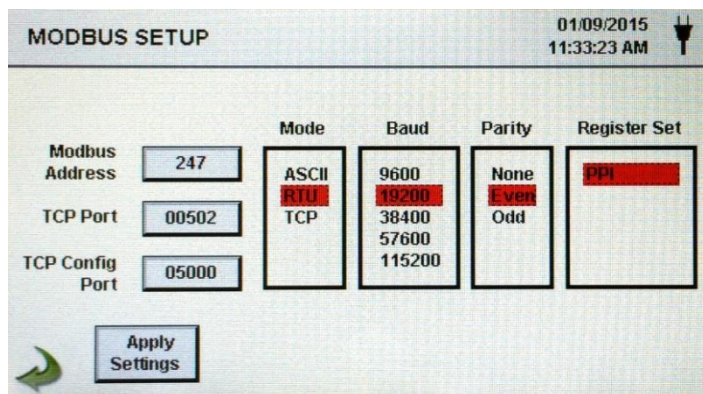 MODBUS SETUP
01/09/2015
11:33:23 AM
Mode
Baud
Parity
Register Set
Modbus
Address
247
TCP Port
00502
TCP Config
Port
05000
ASCII
RTU
TCP
9600
19200
38400
57600
115200
None
Even
Odd
PPI
Apply
Settings